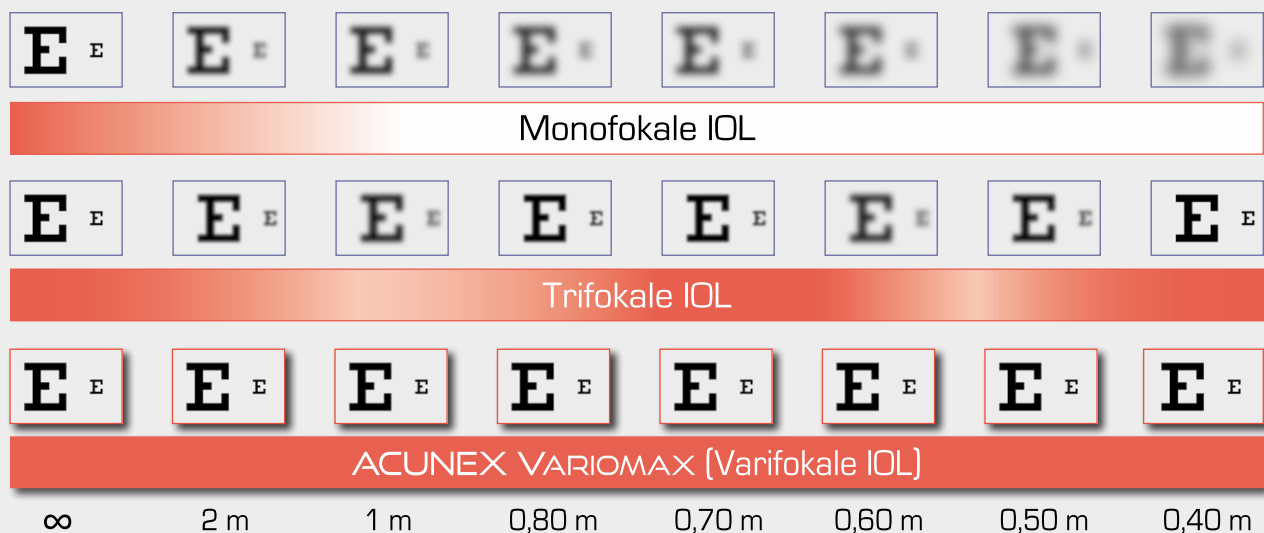 E E E E E E E E E E E E E E E E
Monofokale IOL
E E E E E E E E E E E E E E E E
Trifokale IOL
E E E E E E E E E E E E E E E E
ACUNEX VARIOMAX (Varifokale IOL)
∞ 2 m 1 m 0,80 m 0,70 m 0,60 m 0,50 m 0,40 m